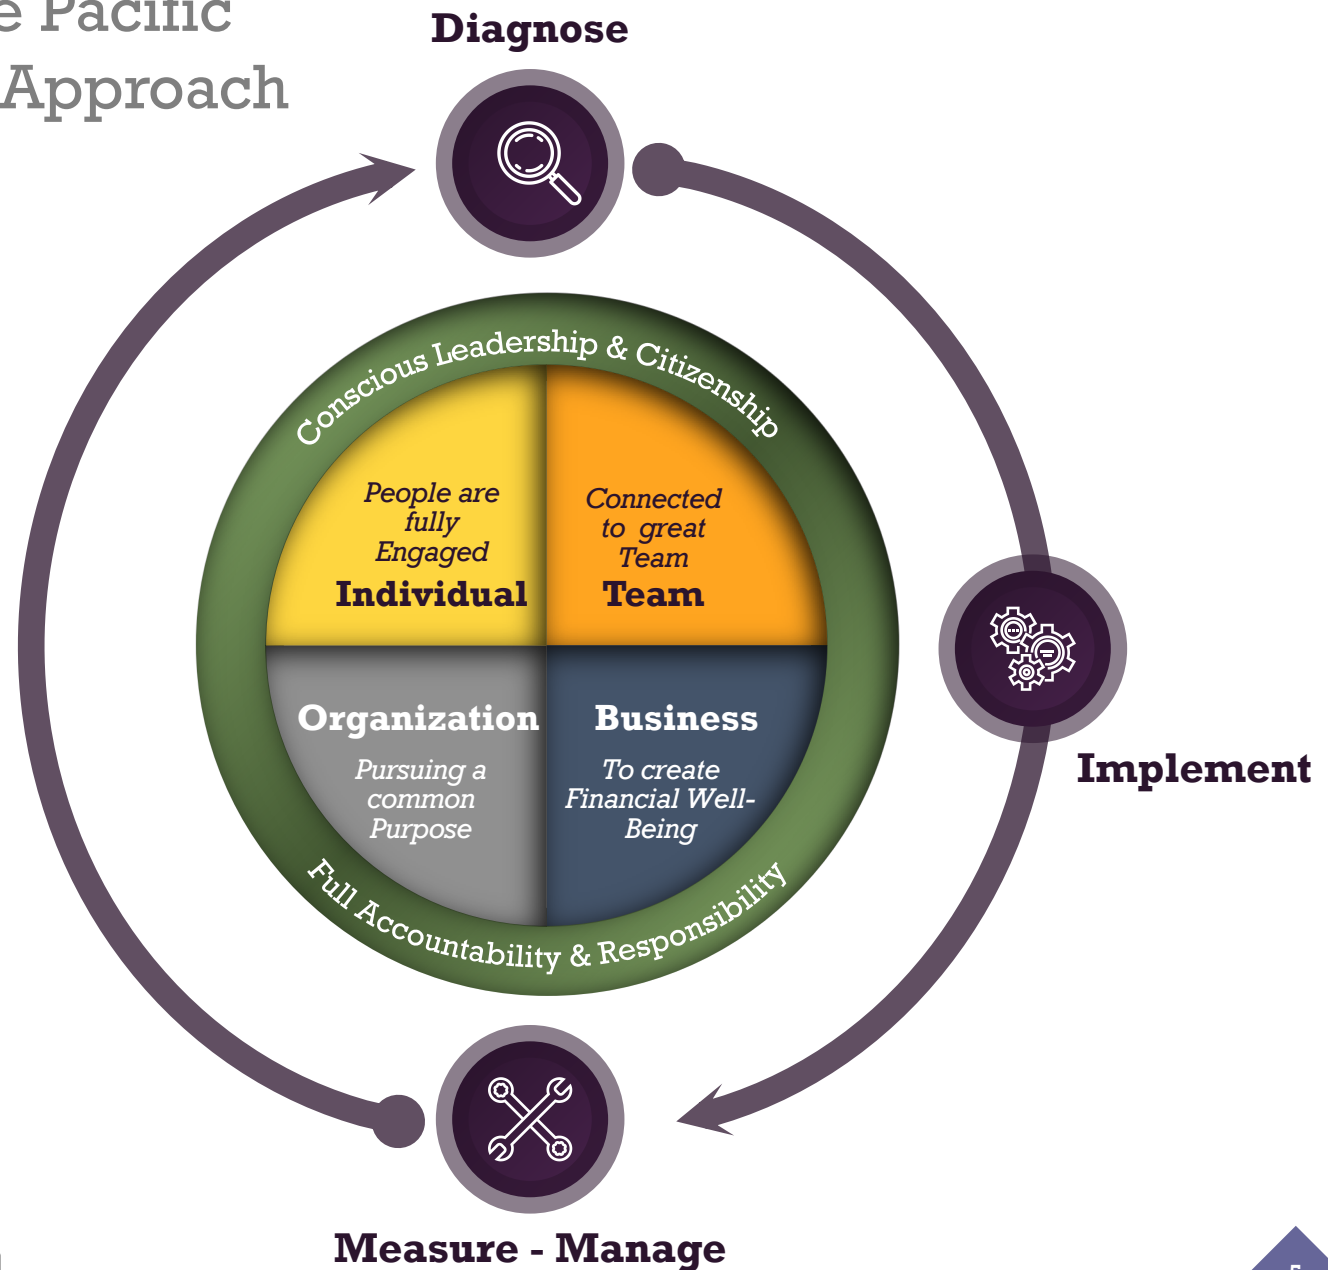 e Pacific
Approach
Diagnose
Conscious Leadership & Citizenship
People are
fully
Engaged
Individual
Connected
to great
Team
Team
Implement
Organization
Pursuing a
common
Purpose
Business
To create
Financial Well-
Being
Full Accountability & Responsibility
Measure - Manage